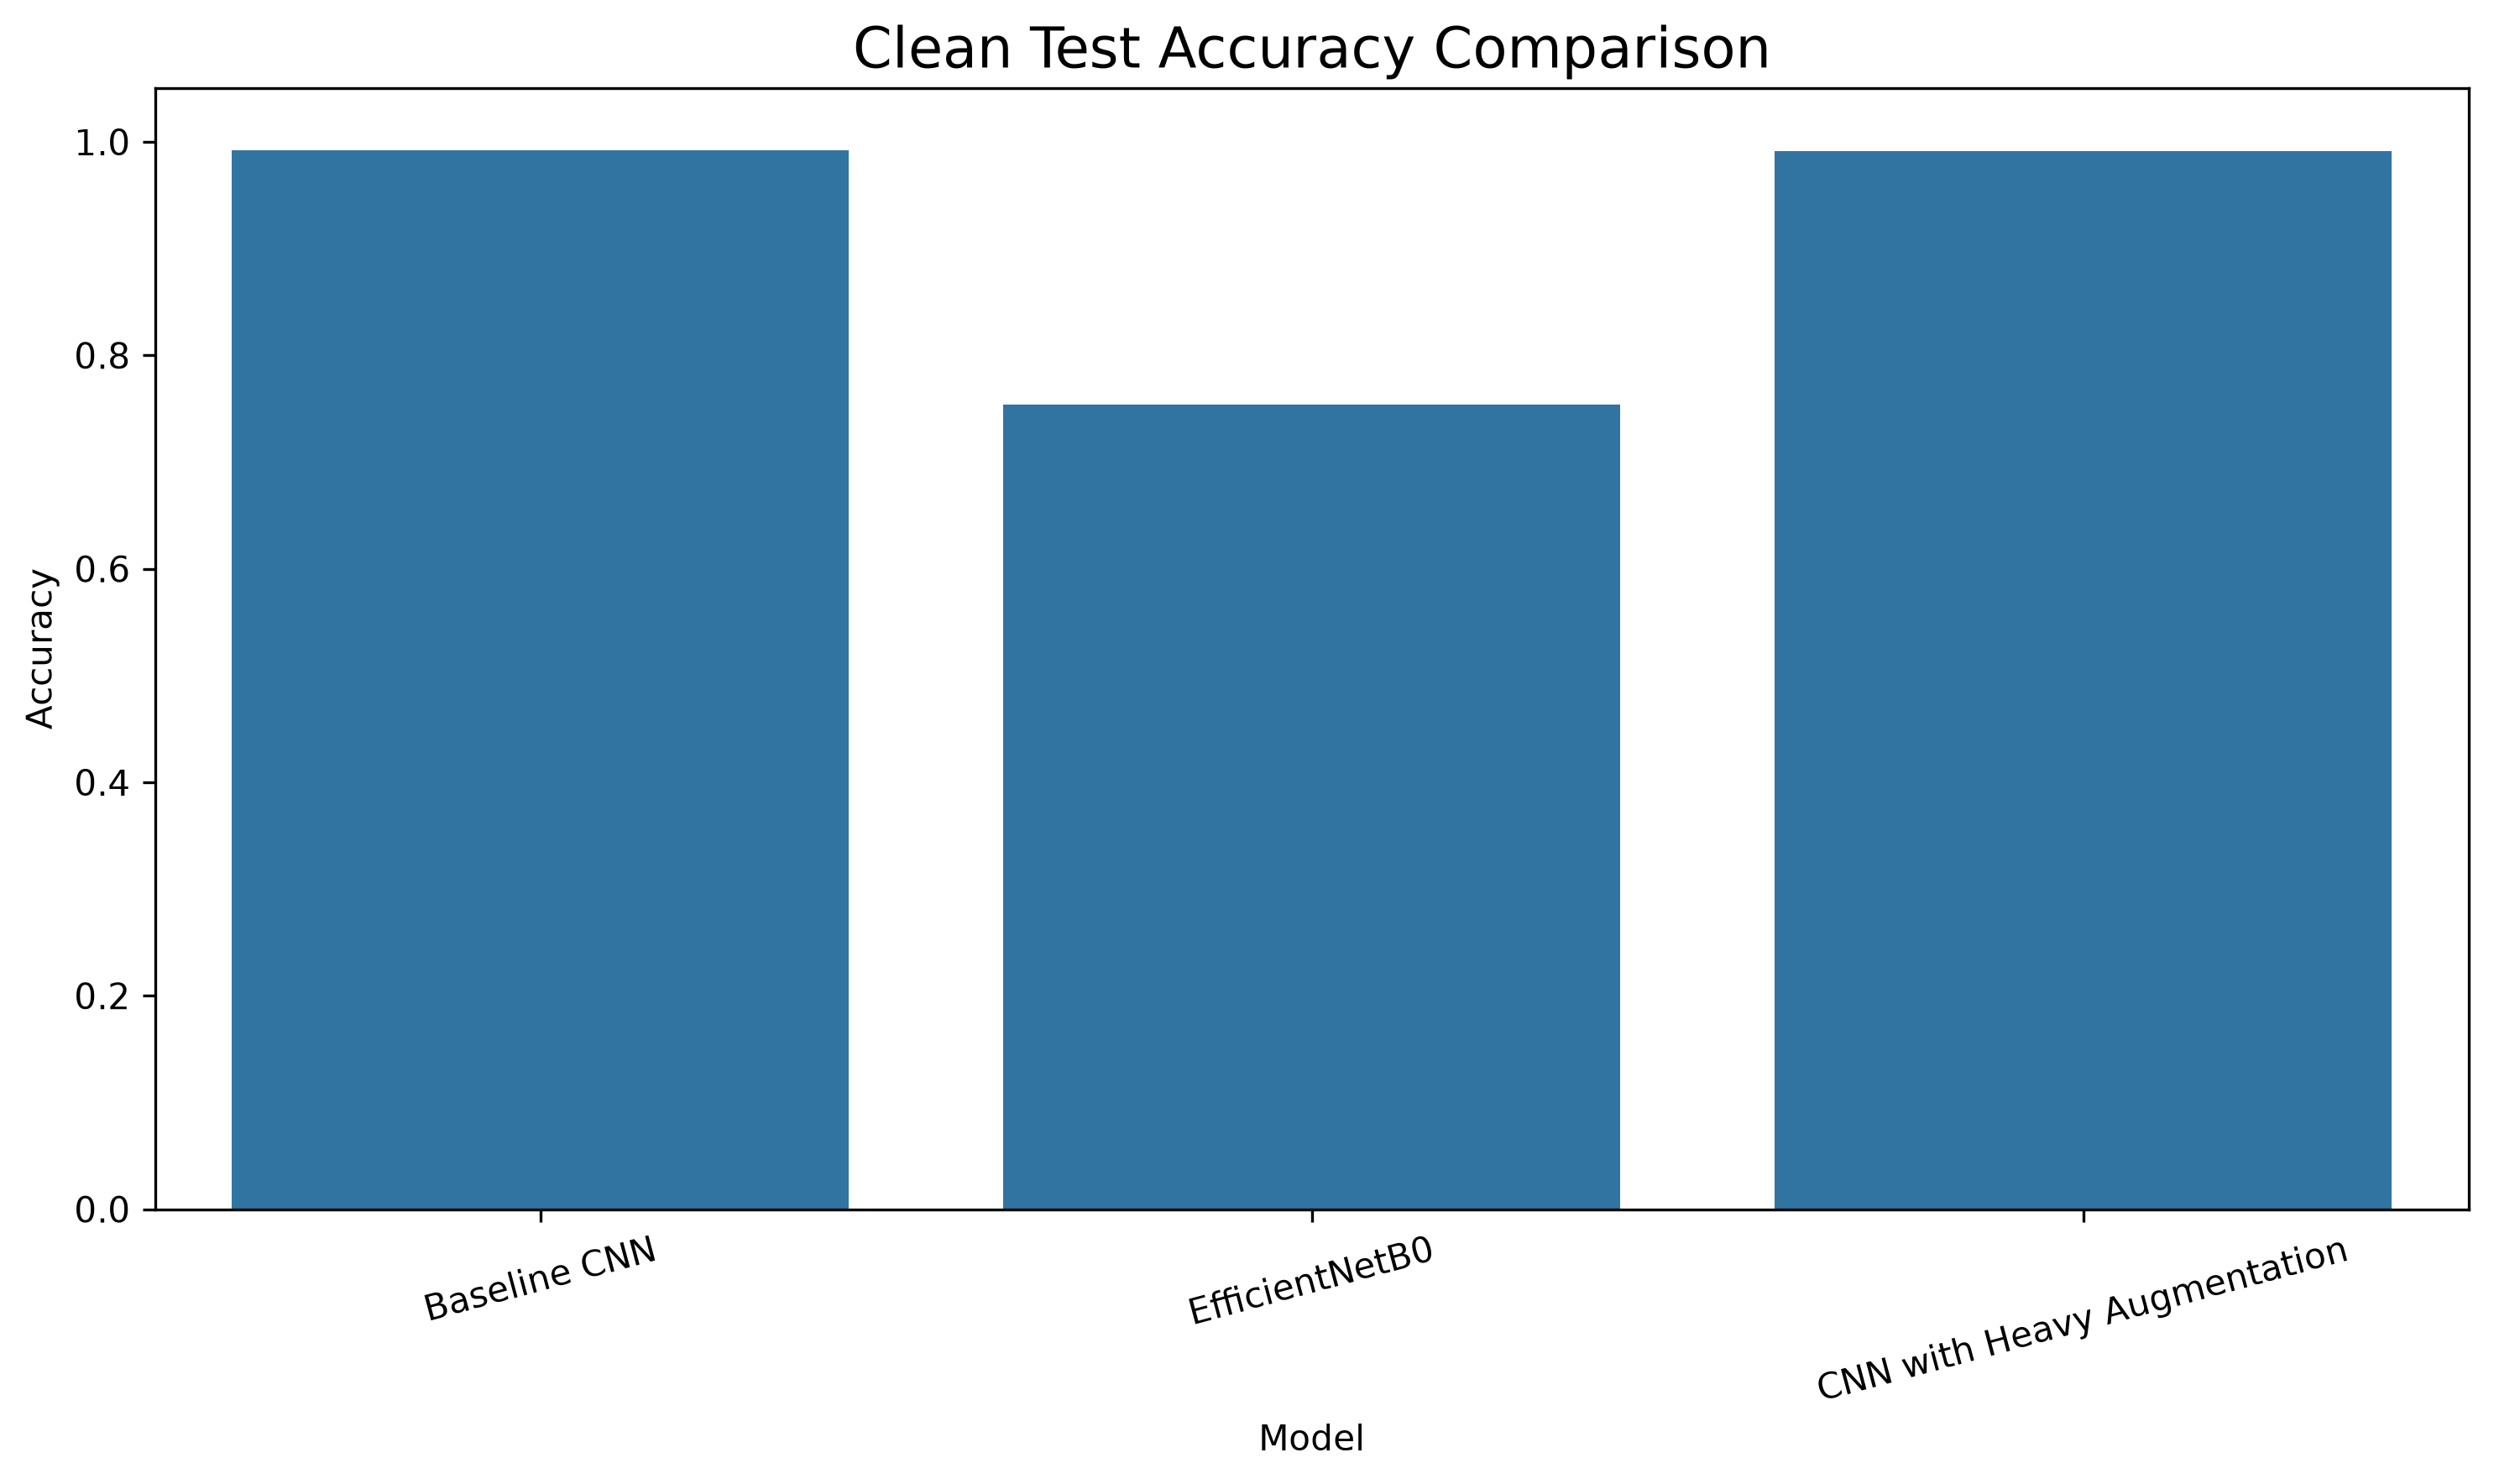 Clean Test Accuracy Comparison
Accuracy
1.0
0.8
0.6
0.4
0.2
0.0
Baseline CNN
EfficientNetB0
CNN with Heavy Augmentation
Model